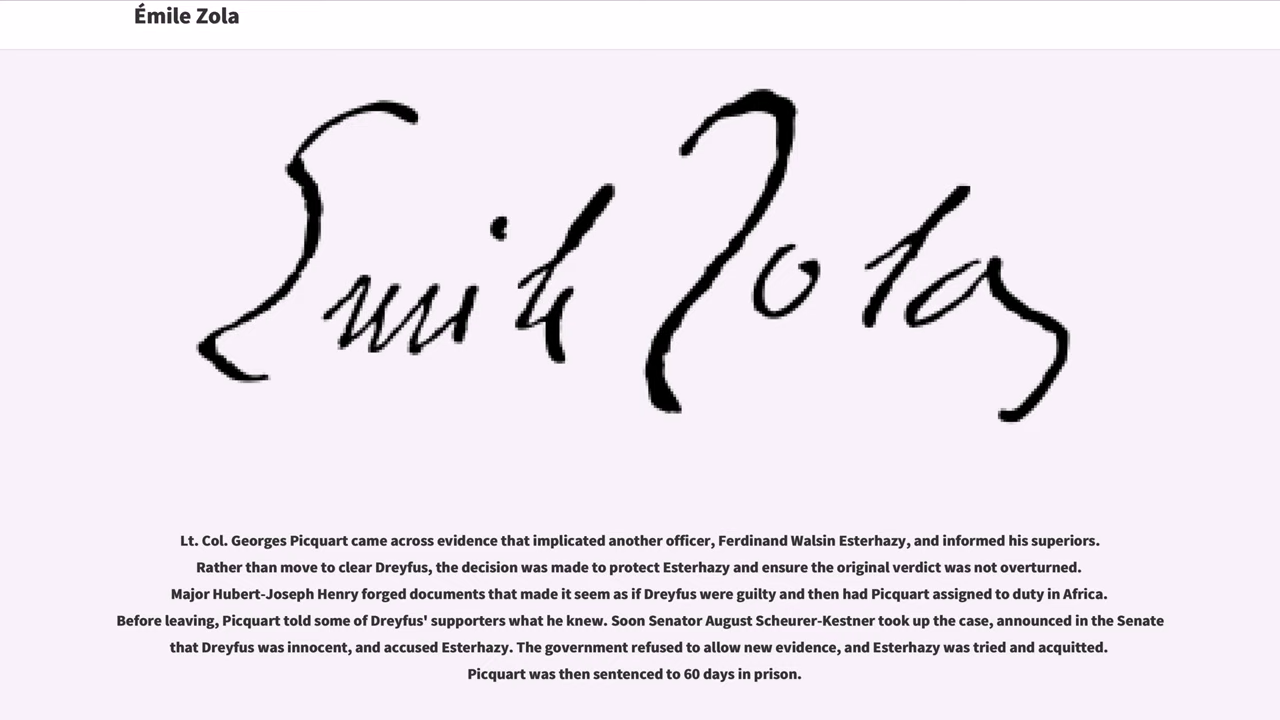 Émile Zola
Emile Zola
Lt. Col. Georges Picquart came across evidence that implicated another officer, Ferdinand Walsin Esterhazy, and informed his superiors.
Rather than move to clear Dreyfus, the decision was made to protect Esterhazy and ensure the original verdict was not overturned.
Major Hubert-Joseph Henry forged documents that made it seem as if Dreyfus were guilty and then had Picquart assigned to duty in Africa.
Before leaving, Picquart told some of Dreyfus' supporters what he knew. Soon Senator August Scheurer-Kestner took up the case, announced in the Senate
that Dreyfus was innocent, and accused Esterhazy. The government refused to allow new evidence, and Esterhazy was tried and acquitted.
Picquart was then sentenced to 60 days in prison.